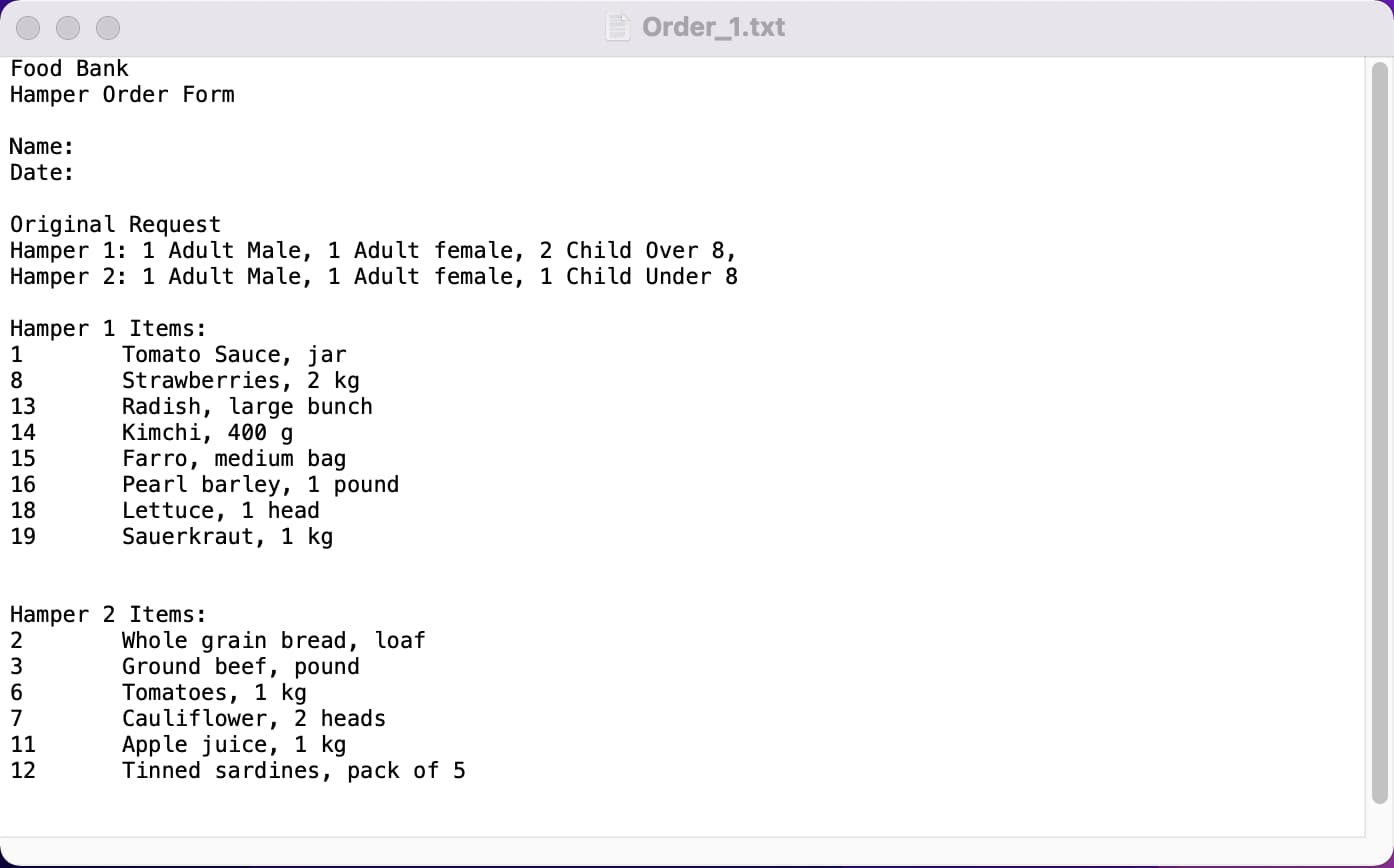 Order_1.txt
Food Bank
Hamper Order Form
Name:
Date:
Original Request
Hamper 1: 1 Adult Male, 1 Adult female, 2 Child Over 8,
Hamper 2: 1 Adult Male, 1 Adult female, 1 Child Under 8
Hamper 1 Items:
1 Tomato Sauce, jar
8 Strawberries, 2 kg
13 Radish, large bunch
14 Kimchi, 400 g
15 Farro, medium bag
16 Pearl barley, 1 pound
18 Lettuce, 1 head
19 Sauerkraut, 1 kg
Hamper 2 Items:
2 Whole grain bread, loaf
3 Ground beef, pound
6 Tomatoes, 1 kg
7 Cauliflower, 2 heads
11 Apple juice, 1 kg
12 Tinned sardines, pack of 5